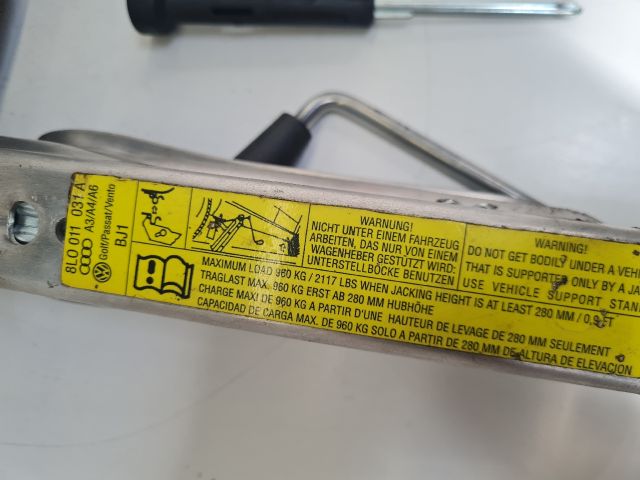 8L0 011 031 A
A3/A4/A6
Golf/Passat/Vento
BJ1
WARNUNG!
NICHT UNTER EINEM FAHRZEUG
ARBEITEN, DAS NUR VON EINEM
WAGENHEBER GESTÜTZT WIRD;
UNTERSTELLBÖCKE BENUTZEN
WARNING!
DO NOT GET BODILY UNDER A VEH
THAT IS SUPPORTED ONLY BY A JA
USE VEHICLE SUPPORT STAN
MAXIMUM LOAD 960 KG / 2117 LBS WHEN JACKING HEIGHT IS AT LEAST 280 MM / 0.9 FT
TRAGLAST MAX. 960 KG ERST AB 280 MM HUBHÖHE
CHARGE MAXI DE 960 KG A PARTIR D'UNE HAUTEUR DE LEVAGE DE 280 MM SEULEMENT
CAPACIDAD DE CARGA MAX. DE 960 KG SOLO A PARTIR DE 280 MM DE ALTURA DE ELEVACION